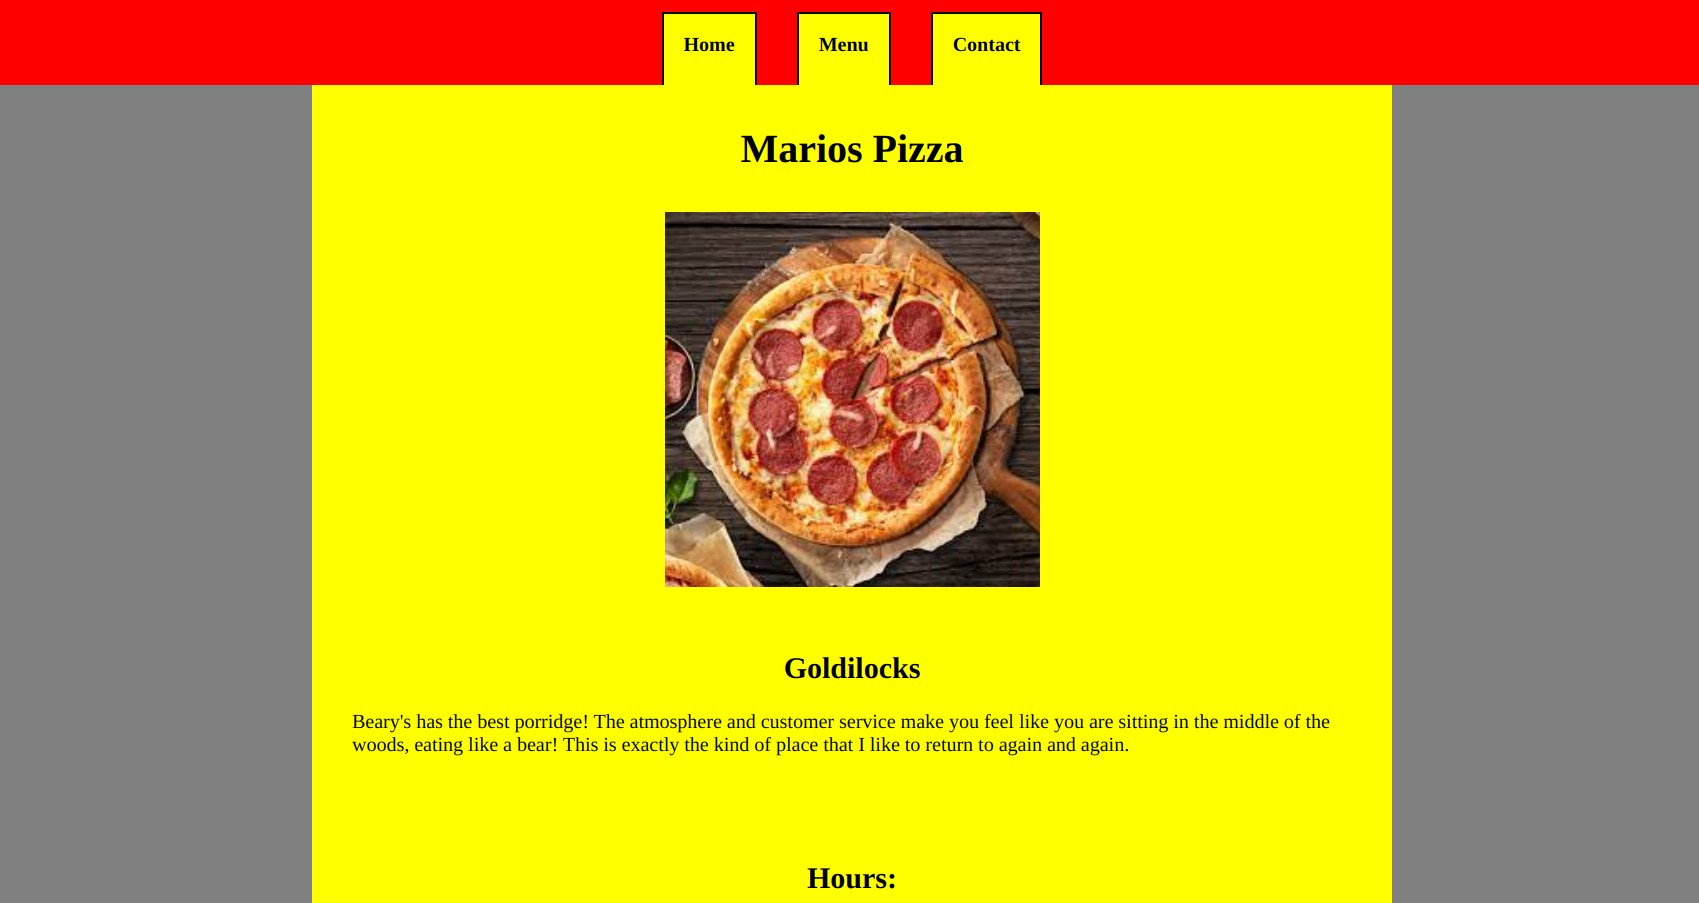 Home
Menu
Contact
Marios Pizza
Goldilocks
Beary's has the best porridge! The atmosphere and customer service make you feel like you are sitting in the middle of the
woods, eating like a bear! This is exactly the kind of place that I like to return to again and again.
Hours: